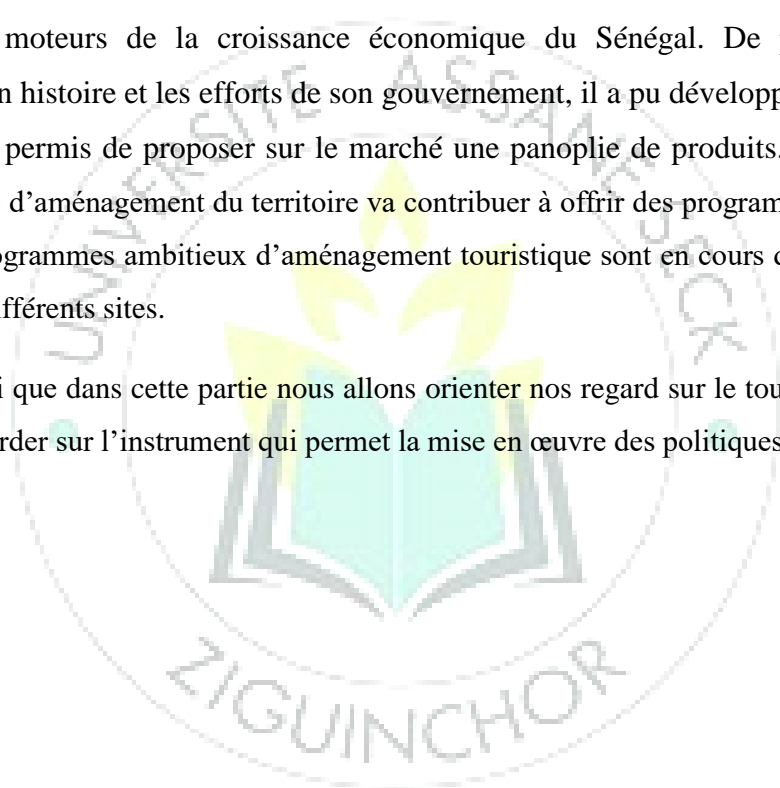 moteurs de la croissance économique du Sénégal. De
n histoire et les efforts de son gouvernement, il a pu développ
permis de proposer sur le marché une panoplie de produits.
d’aménagement du territoire va contribuer à offrir des program
ogrammes ambitieux d’aménagement touristique sont en cours d
ifférents sites.
i que dans cette partie nous allons orienter nos regard sur le tou
rder sur l’instrument qui permet la mise en œuvre des politiques
UNIVERSITE ASSANE SECK
ZIGUINCHOR